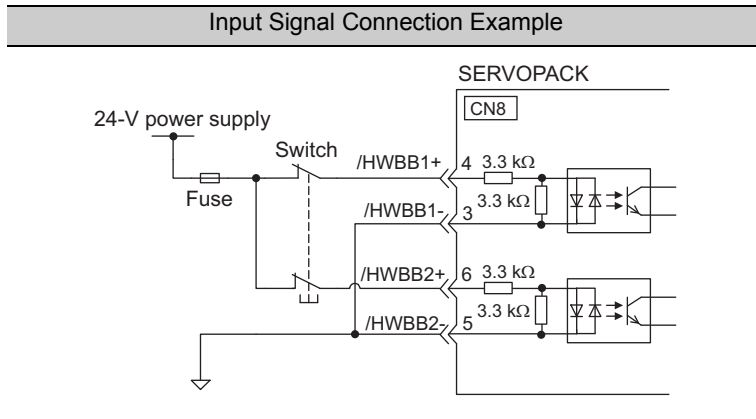 Input Signal Connection Example
SERVOPACK
CN8
24-V power supply
Switch
Fuse
/HWBB1+ 4 3.3 kΩ
3.3 kΩ
/HWBB1- 3
/HWBB2+ 6 3.3 kΩ
3.3 kΩ
/HWBB2- 5